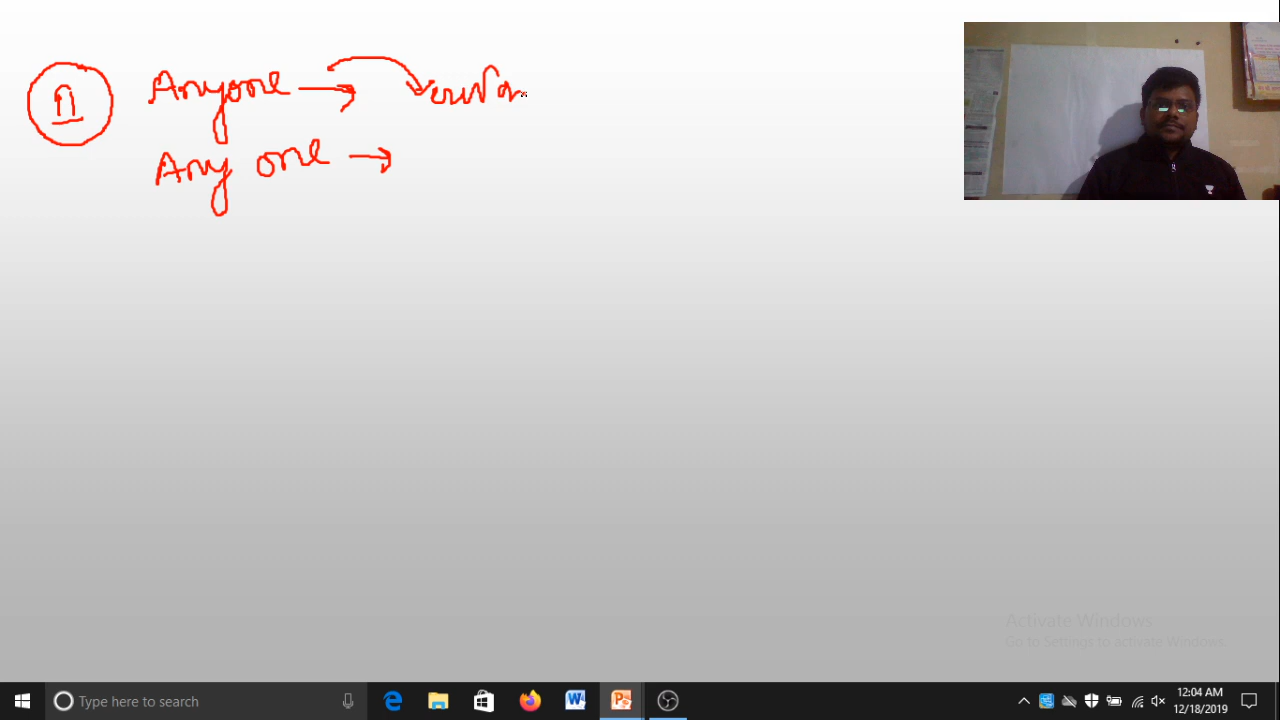 n Anyone →
Any one →
Activate Windows
Go to Settings to activate Windows.
Type here to search
12:04 AM
12/18/2019